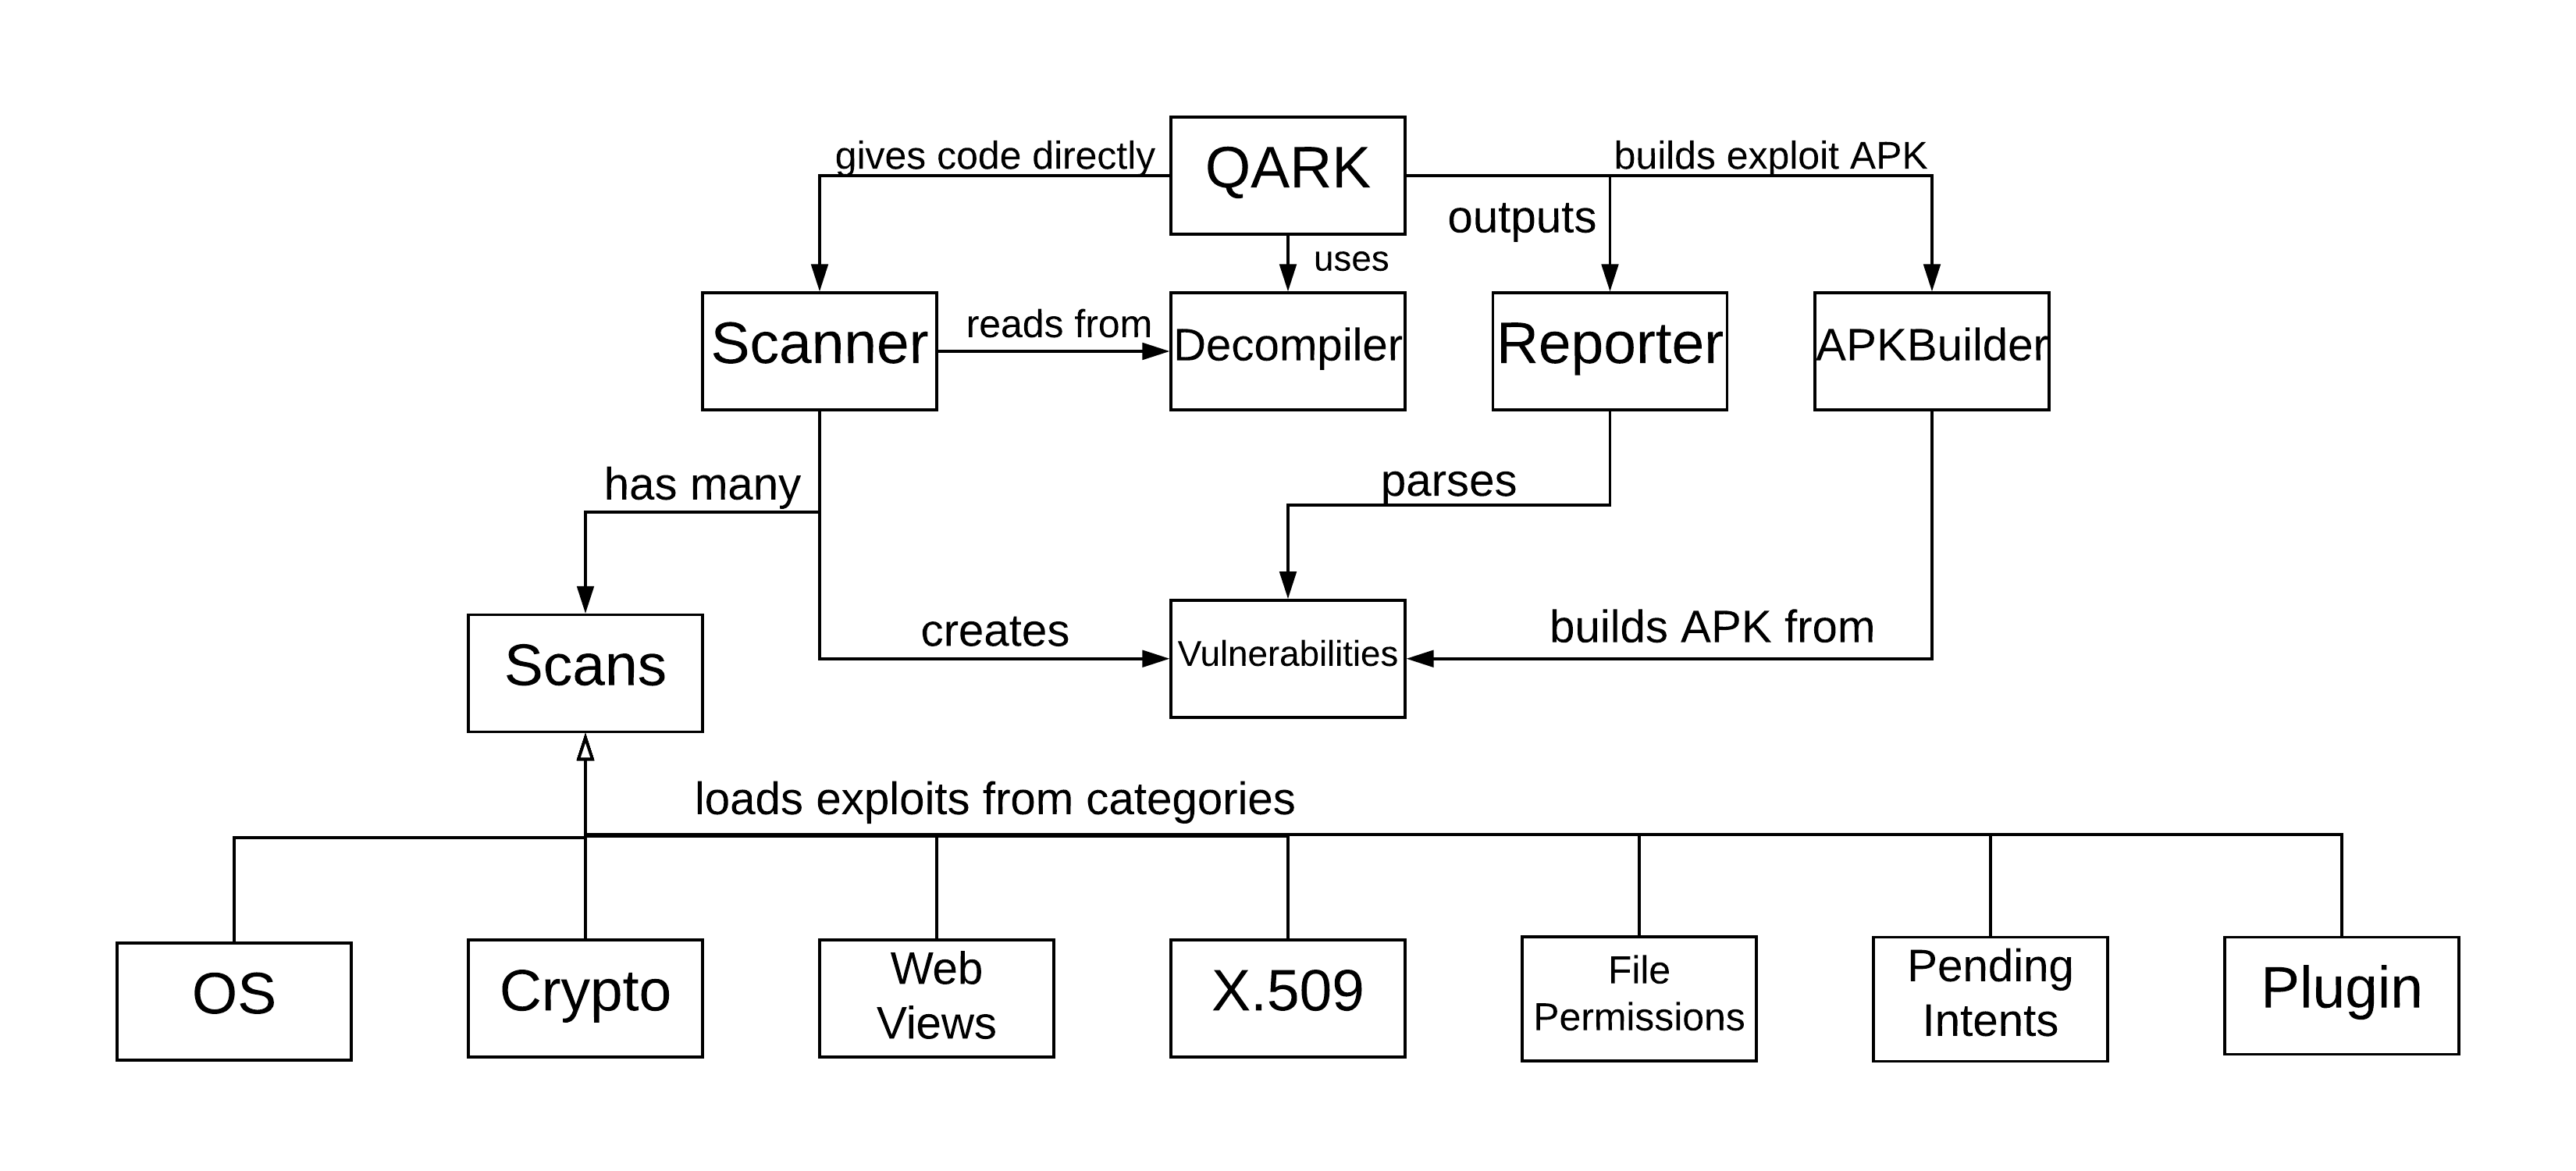 gives code directly
QARK
builds exploit APK
outputs
uses
Scanner
reads from
Decompiler
Reporter
APKBuilder
has many
parses
Scans
creates
Vulnerabilities
builds APK from
loads exploits from categories
OS
Crypto
Web
Views
X.509
File
Permissions
Pending
Intents
Plugin